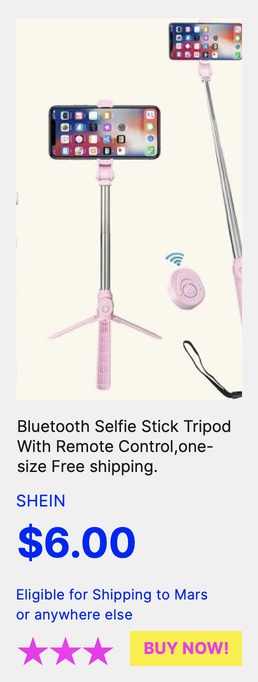 Bluetooth Selfie Stick Tripod
With Remote Control,one-
size Free shipping.
SHEIN
$6.00
Eligible for Shipping to Mars
or anywhere else
BUY NOW!